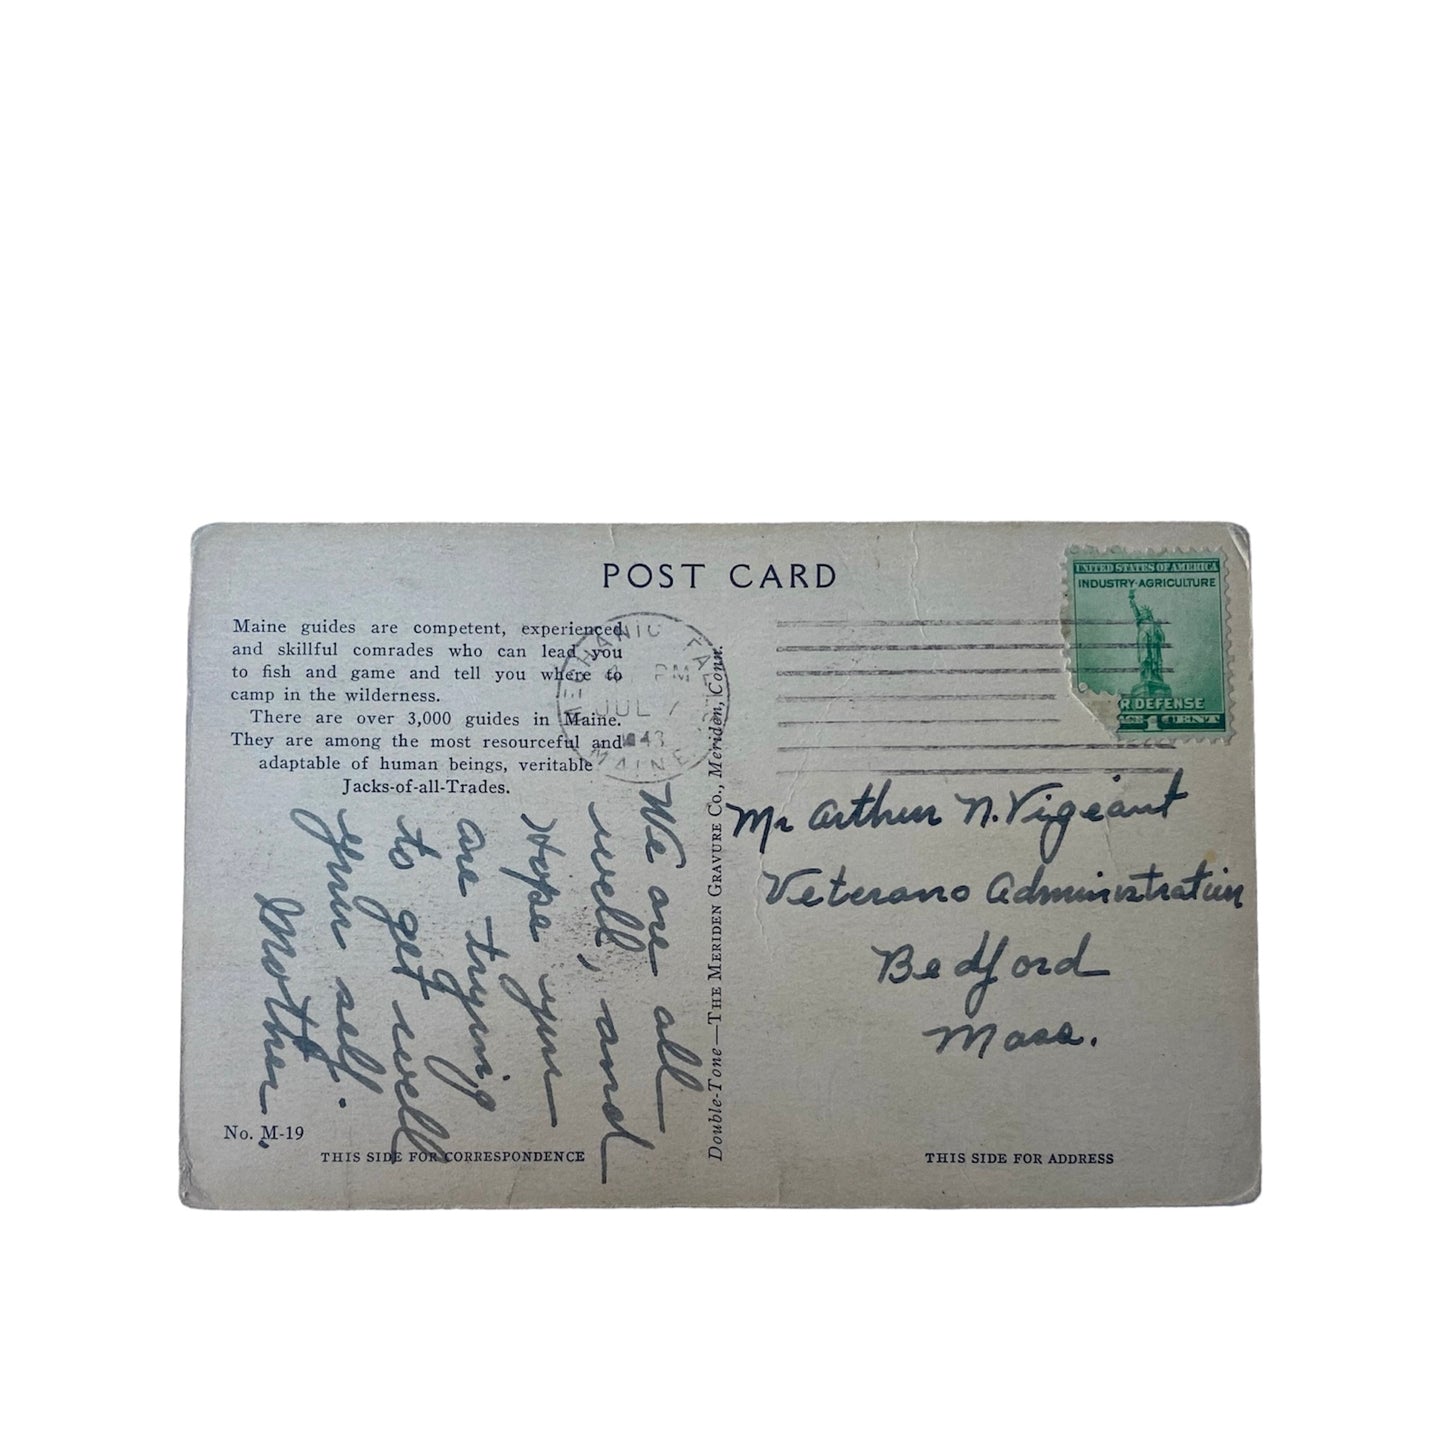 POST CARD
Maine guides are competent, experienced
and skillful comrades who can lead you
to fish and game and tell you where to
camp in the wilderness.
There are over 3,000 guides in Maine.
They are among the most resourceful and
adaptable of human beings, veritable
Jacks-of-all-Trades.
MECHANIC FALLS
PM
JUL 7
1943
MAINE
UNITED STATES OF AMERICA
INDUSTRY·AGRICULTURE
R DEFENSE
1 CENT
We are all
well, and
Hope you
are trying
to get well
your self.
Mother.
Double-Tone—THE MERIDEN GRAVURE CO., Meriden, Conn.
Mr Arthur N. Vigeant
Veterans Administration
Bedford
Mass.
No. M-19
THIS SIDE FOR CORRESPONDENCE
THIS SIDE FOR ADDRESS